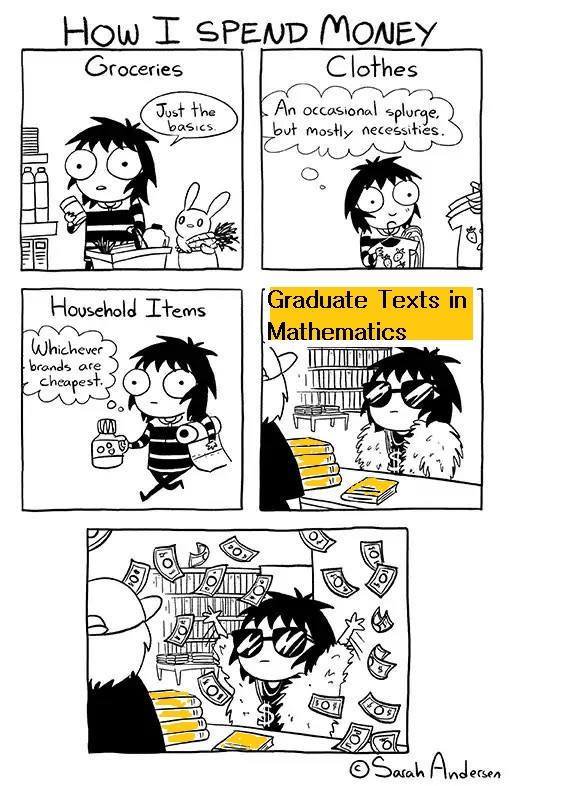 How I SPEND MONEY
Groceries
Just the
basics.
Clothes
An occasional splurge,
but mostly necessities.
Household Items
Whichever
brands are
cheapest.
Graduate Texts in
Mathematics
© Sarah Andersen